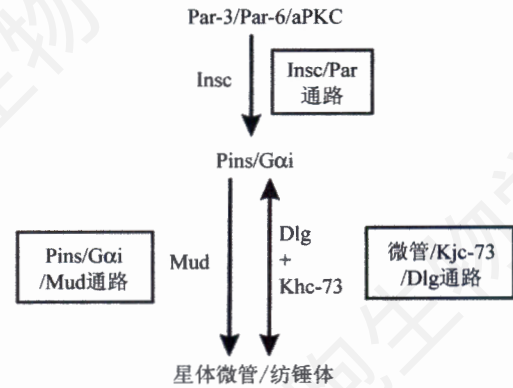 Par-3/Par-6/aPKC
Insc
Insc/Par
通路
Pins/Gαi
Pins/Gαi
/Mud通路
Mud
Dlg
+
Khc-73
微管/Kjc-73
/Dlg通路
星体微管/纺锤体